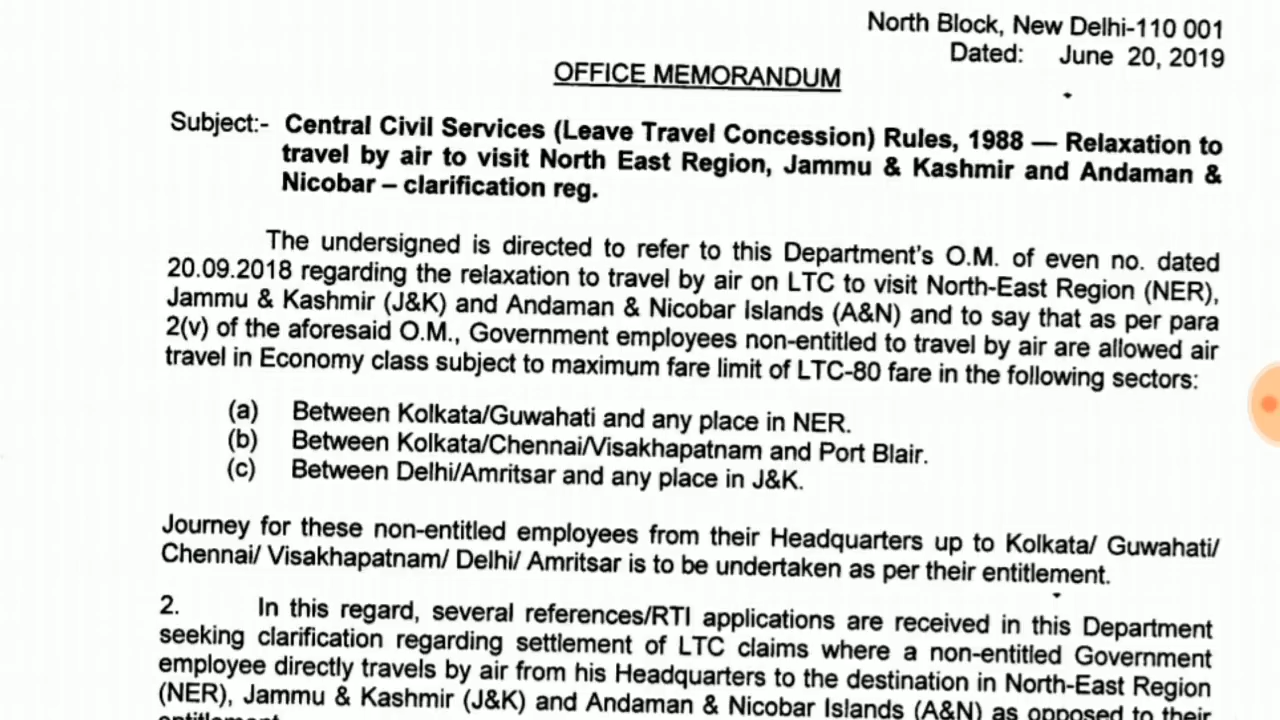 North Block, New Delhi-110 001
Dated: June 20, 2019
OFFICE MEMORANDUM
Subject:- Central Civil Services (Leave Travel Concession) Rules, 1988 — Relaxation to
travel by air to visit North East Region, Jammu & Kashmir and Andaman &
Nicobar – clarification reg.
The undersigned is directed to refer to this Department's O.M. of even no. dated
20.09.2018 regarding the relaxation to travel by air on LTC to visit North-East Region (NER),
Jammu & Kashmir (J&K) and Andaman & Nicobar Islands (A&N) and to say that as per para
2(v) of the aforesaid O.M., Government employees non-entitled to travel by air are allowed air
travel in Economy class subject to maximum fare limit of LTC-80 fare in the following sectors:
(a) Between Kolkata/Guwahati and any place in NER.
(b) Between Kolkata/Chennai/Visakhapatnam and Port Blair.
(c) Between Delhi/Amritsar and any place in J&K.
Journey for these non-entitled employees from their Headquarters up to Kolkata/ Guwahati/
Chennai/ Visakhapatnam/ Delhi/ Amritsar is to be undertaken as per their entitlement.
2. In this regard, several references/RTI applications are received in this Department
seeking clarification regarding settlement of LTC claims where a non-entitled Government
employee directly travels by air from his Headquarters to the destination in North-East Region
(NER), Jammu & Kashmir (J&K) and Andaman & Nicobar Islands (A&N) as opposed to their